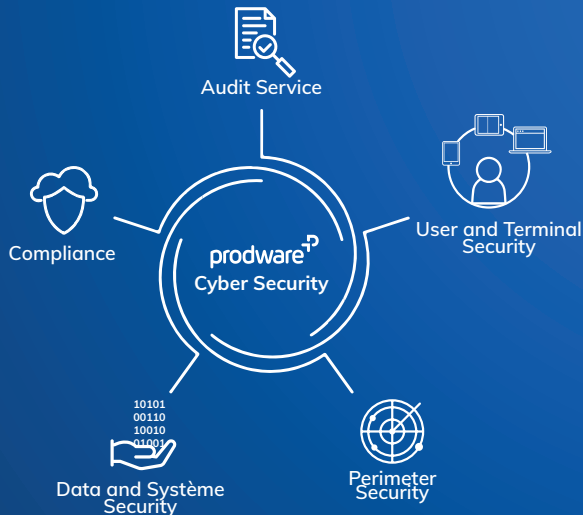 Audit Service
User and Terminal
Security
Compliance
prodware
Cyber Security
10101
00110
10010
01001
Data and Système
Security
Perimeter
Security